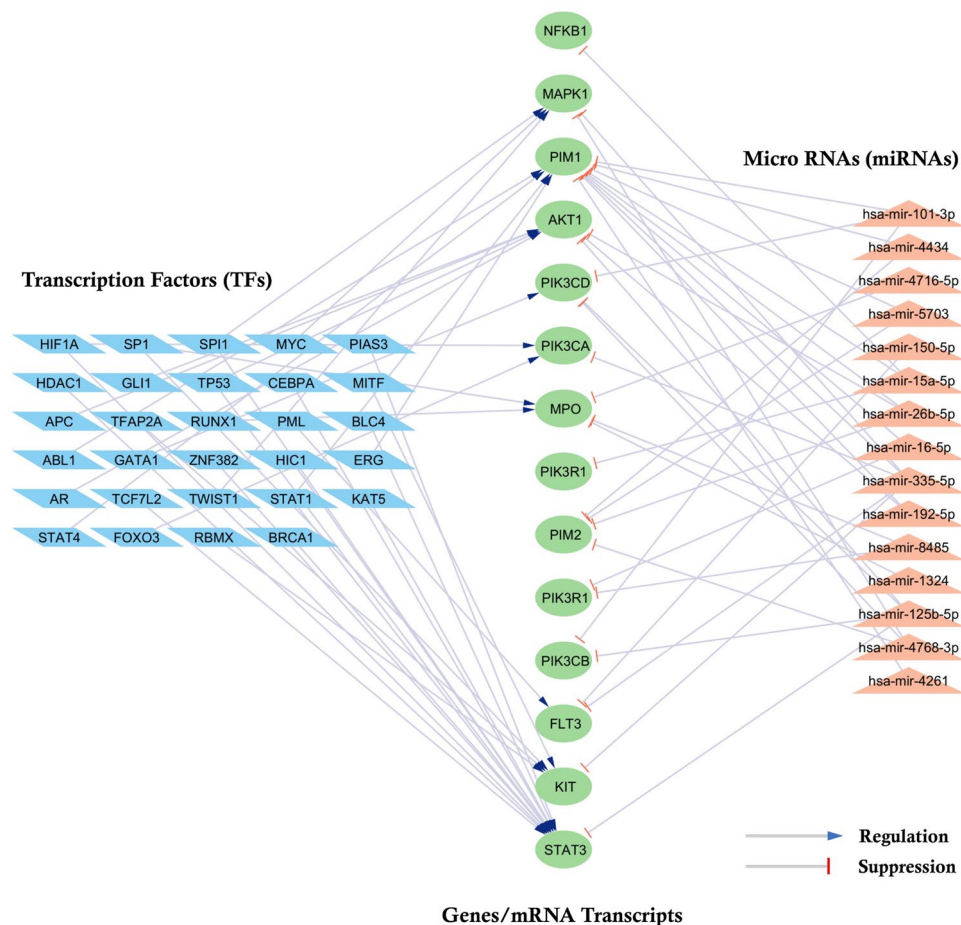 NFKB1
MAPK1
PIM1
AKT1
PIK3CD
PIK3CA
MPO
PIK3R1
PIM2
PIK3R1
PIK3CB
FLT3
KIT
STAT3
Genes/mRNA Transcripts
Transcription Factors (TFs)
HIF1A SP1 SPI1 MYC PIAS3
HDAC1 GLI1 TP53 CEBPA MITF
APC TFAP2A RUNX1 PML BLC4
ABL1 GATA1 ZNF382 HIC1 ERG
AR TCF7L2 TWIST1 STAT1 KAT5
STAT4 FOXO3 RBMX BRCA1
Micro RNAs (miRNAs)
hsa-mir-101-3p
hsa-mir-4434
hsa-mir-4716-5p
hsa-mir-5703
hsa-mir-150-5p
hsa-mir-15a-5p
hsa-mir-26b-5p
hsa-mir-16-5p
hsa-mir-335-5p
hsa-mir-192-5p
hsa-mir-8485
hsa-mir-1324
hsa-mir-125b-5p
hsa-mir-4768-3p
hsa-mir-4261
Regulation
Suppression